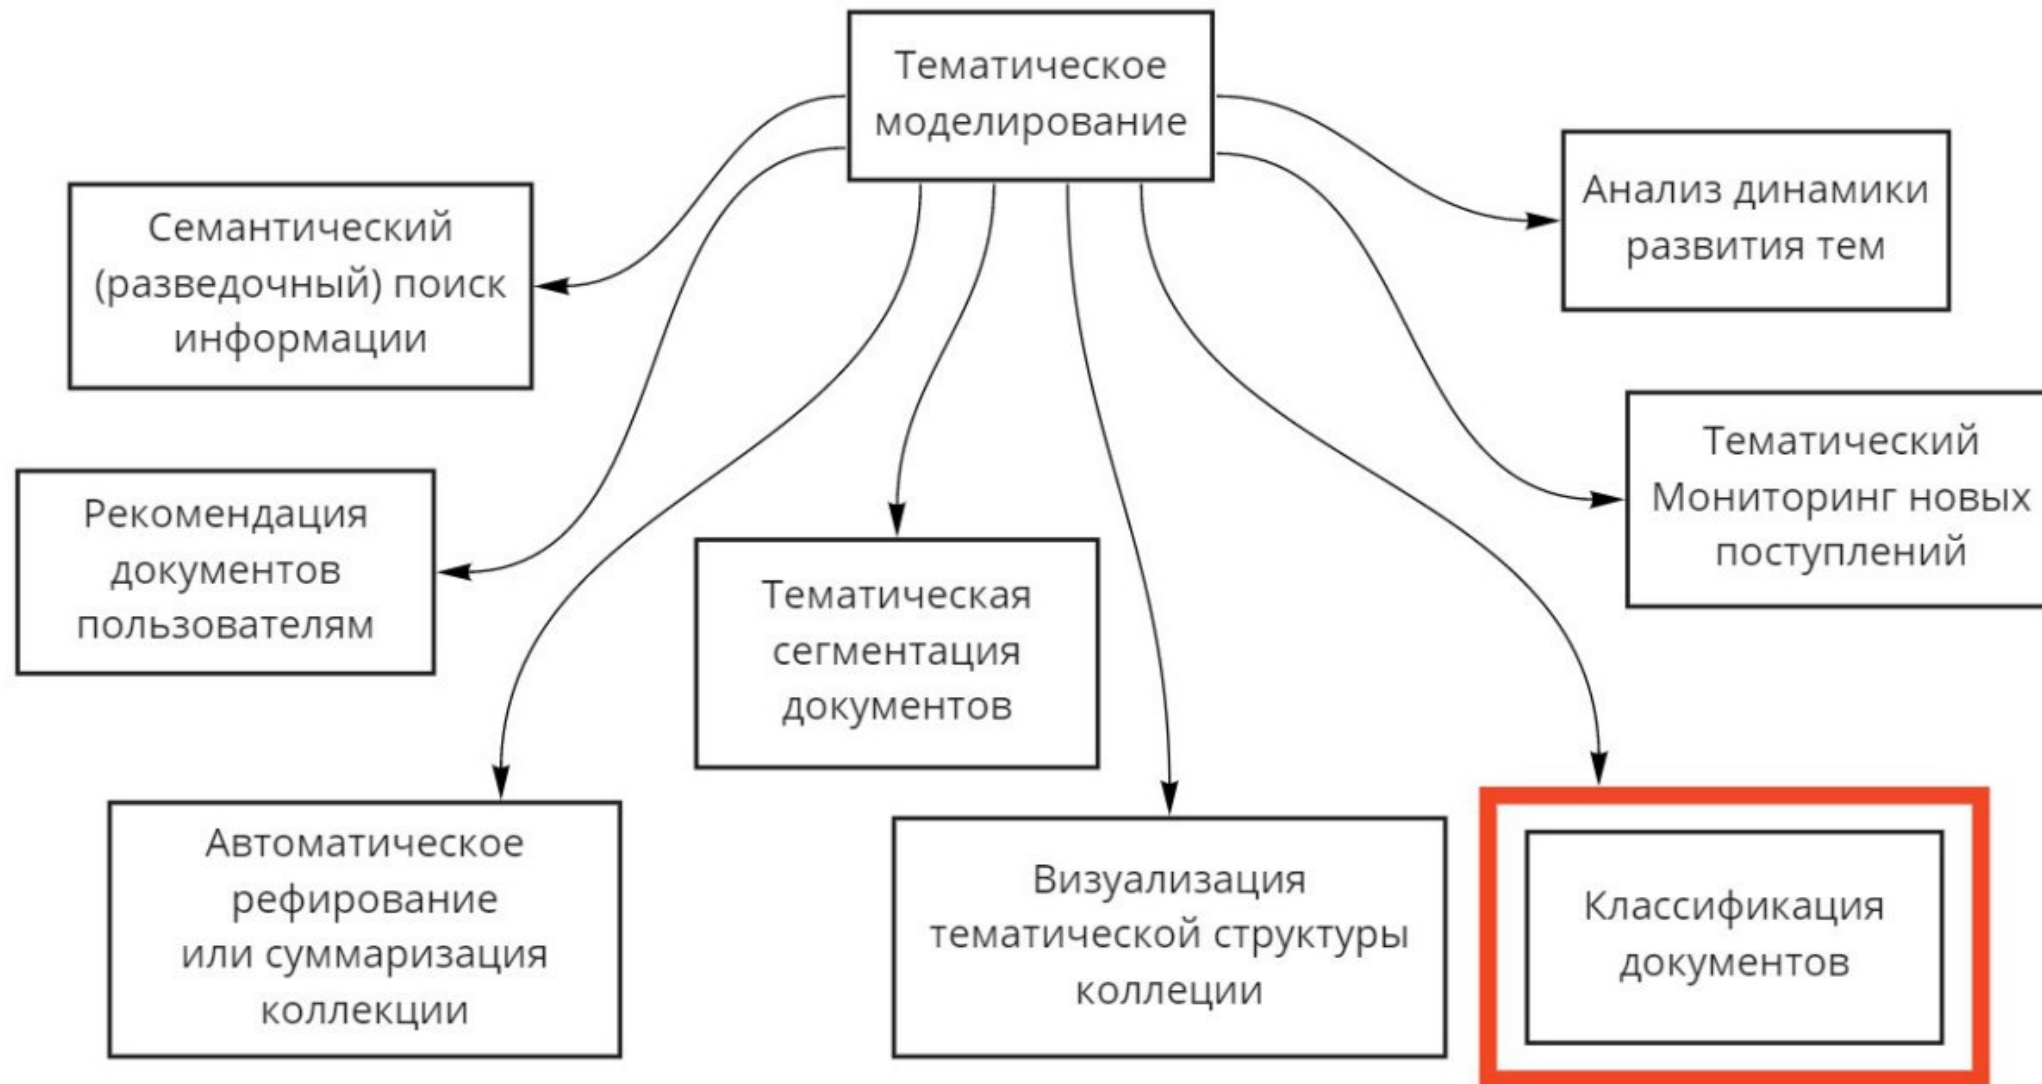 Тематическое
моделирование
Анализ динамики
развития тем
Семантический
(разведочный) поиск
информации
Тематический
Мониторинг новых
поступлений
Рекомендация
документов
пользователям
Тематическая
сегментация
документов
Автоматическое
рефирование
или суммаризация
коллекции
Визуализация
тематической структуры
коллеции
Классификация
документов